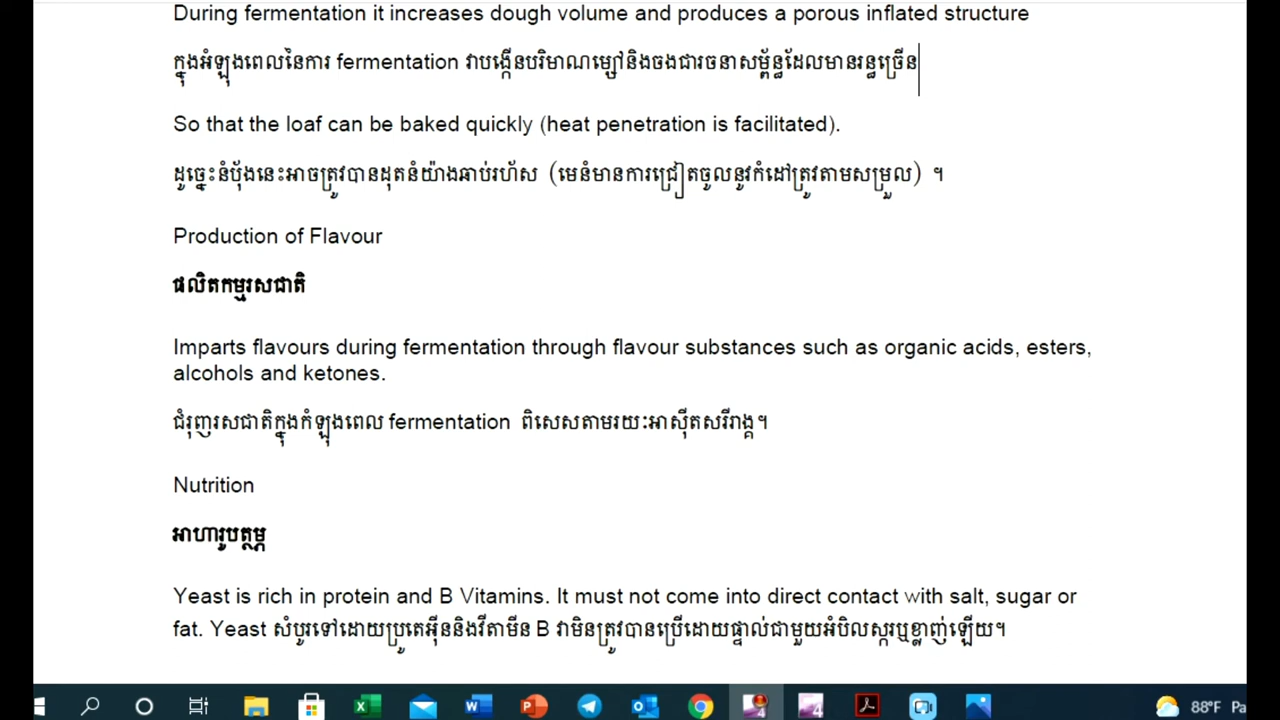 During fermentation it increases dough volume and produces a porous inflated structure
ក្នុងអំឡុងពេលនៃការ fermentation វាបង្កើនបរិមាណម្សៅនិងចងជារចនាសម្ព័ន្ធដែលមានរន្ធច្រើន
So that the loaf can be baked quickly (heat penetration is facilitated).
ដូច្នេះនំប៉័ងនេះអាចត្រូវបានដុតនំយ៉ាងឆាប់រហ័ស (មេនំមានការជ្រៀតចូលនូវកំដៅត្រូវតាមសម្រួល) ។
Production of Flavour
ផលិតកម្មរសជាតិ
Imparts flavours during fermentation through flavour substances such as organic acids, esters,
alcohols and ketones.
ជំរុញរសជាតិក្នុងកំឡុងពេល fermentation ពិសេសតាមរយៈអាស៊ីតសរីរាង្គ។
Nutrition
អាហារូបត្ថម្ភ
Yeast is rich in protein and B Vitamins. It must not come into direct contact with salt, sugar or
fat. Yeast សំបូរទៅដោយប្រូតេអ៊ីននិងវីតាមីន B វាមិនត្រូវបានប្រើដោយផ្ទាល់ជាមួយអំបិលស្ករឬខ្លាញ់ឡើយ។
88°F Pa